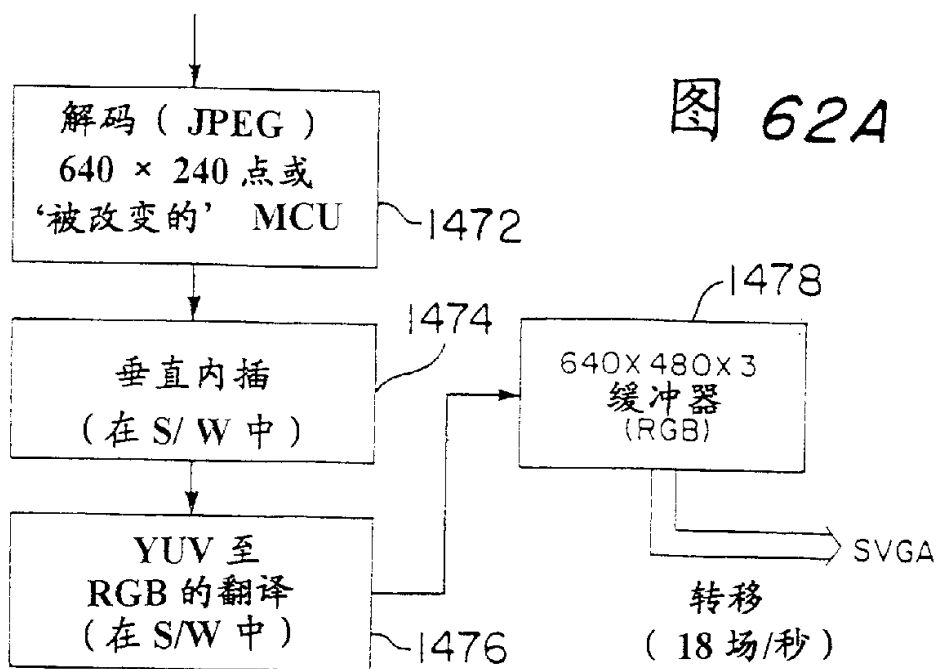 图 62A
解码 ( JPEG )
640 × 240 点或
‘被改变的’ MCU
1472
1474
垂直内插
( 在 S/ W 中 )
YUV 至
RGB 的翻译
( 在 S/W 中 )
1476
1478
640X480X3
缓冲器
(RGB)
SVGA
转移
( 18 场/秒 )